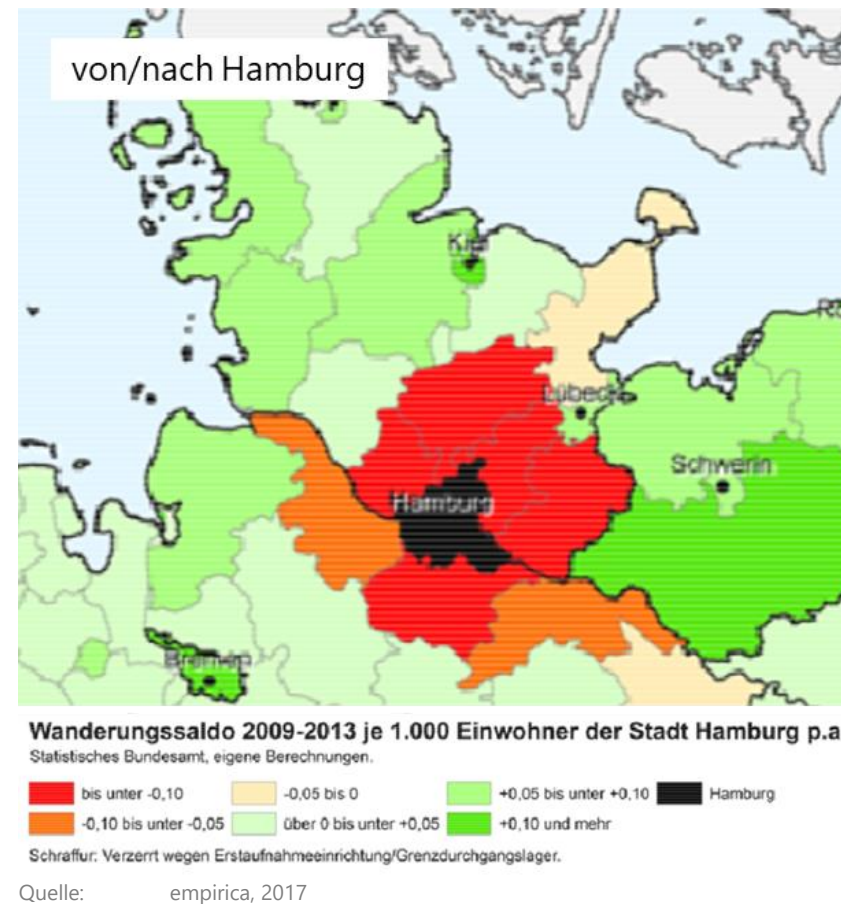 von/nach Hamburg
Kiel
Lübeck
Schwerin
Hamburg
Bremen
Wanderungssaldo 2009-2013 je 1.000 Einwohner der Stadt Hamburg p.a
Statistisches Bundesamt, eigene Berechnungen.
bis unter -0,10
-0,05 bis 0
+0,05 bis unter +0,10
Hamburg
-0,10 bis unter -0,05
über 0 bis unter +0,05
+0,10 und mehr
Schraffur: Verzerrt wegen Erstaufnahmeeinrichtung/Grenzdurchgangslager.
Quelle: empirica, 2017